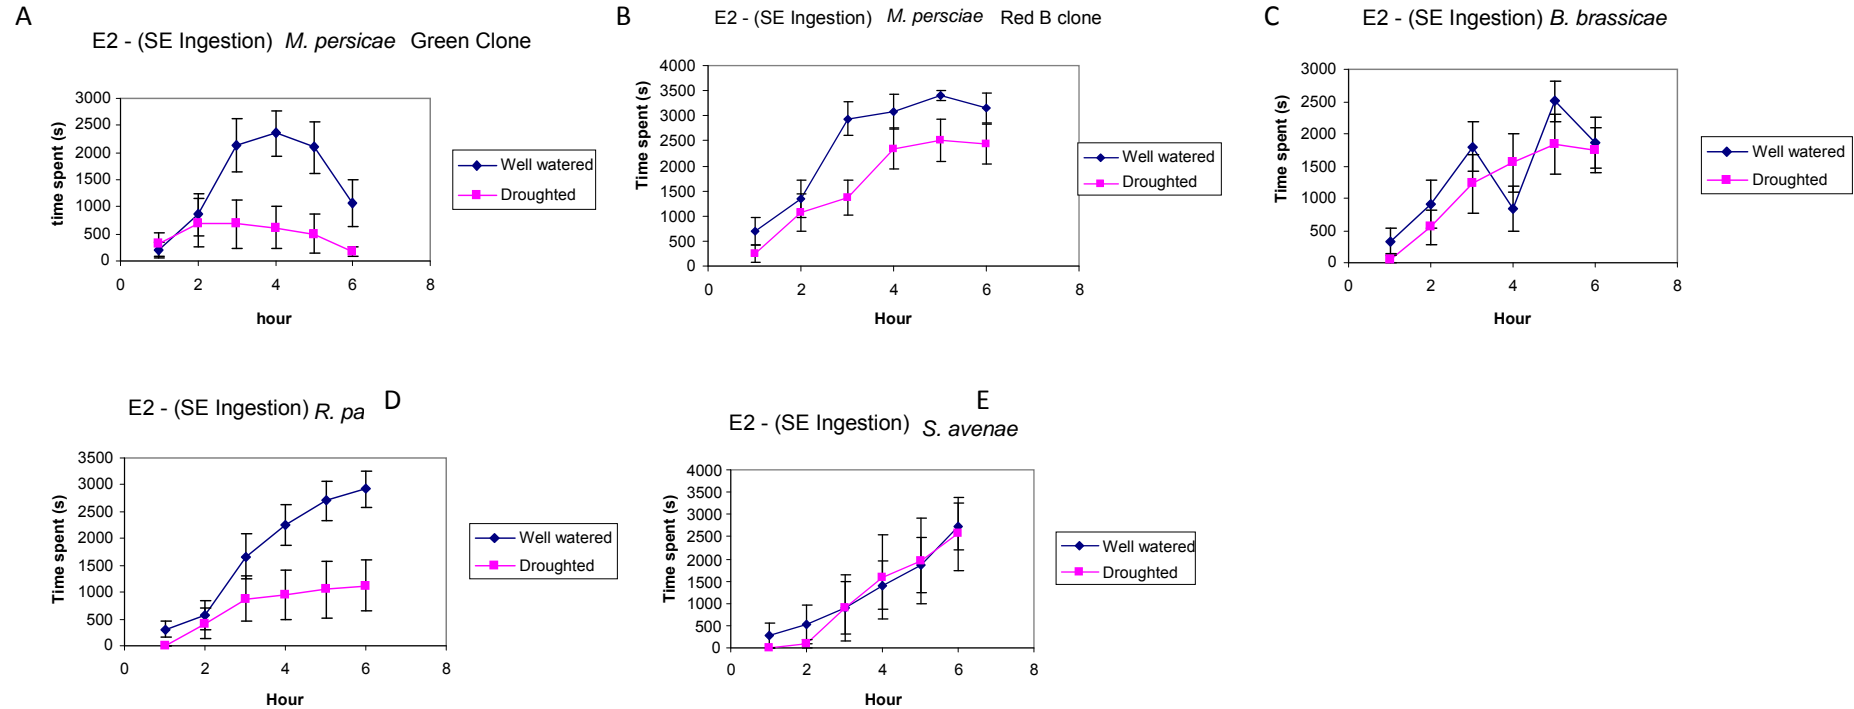 A
E2 - (SE Ingestion) M. persicae Green Clone
time spent (s)
3000
2500
2000
1500
1000
500
0
0 2 4 6 8
hour
Well watered
Droughted
B
E2 - (SE Ingestion) M. persciae Red B clone
Time spent (s)
4000
3500
3000
2500
2000
1500
1000
500
0
0 2 4 6 8
Hour
Well watered
Droughted
C
E2 - (SE Ingestion) B. brassicae
Time spent (s)
3000
2500
2000
1500
1000
500
0
0 2 4 6 8
Hour
Well watered
Droughted
D
E2 - (SE Ingestion) R. pa
Time spent (s)
3500
3000
2500
2000
1500
1000
500
0
0 2 4 6 8
Hour
Well watered
Droughted
E
E2 - (SE Ingestion) S. avenae
Time spent (s)
4000
3500
3000
2500
2000
1500
1000
500
0
0 2 4 6 8
Hour
Well watered
Droughted